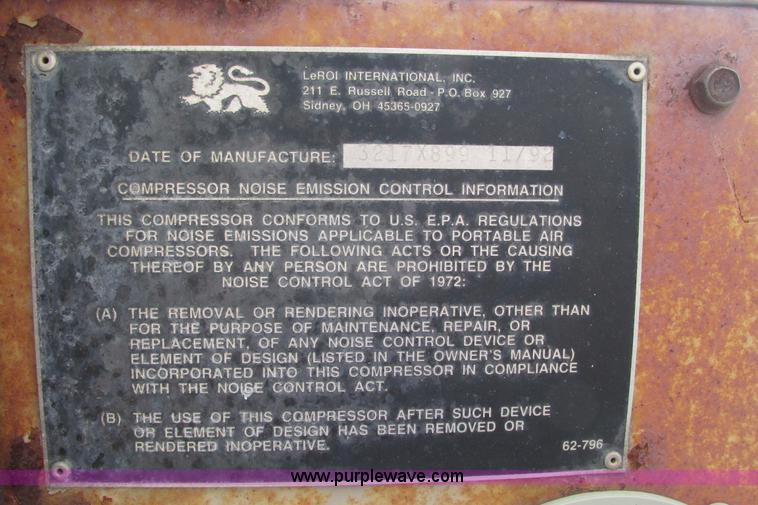 LeROI INTERNATIONAL, INC.
211 E. Russell Road - P.O. Box 927
Sidney, OH 45365-0927
DATE OF MANUFACTURE: 3217X899 11/92
COMPRESSOR NOISE EMISSION CONTROL INFORMATION
THIS COMPRESSOR CONFORMS TO U.S. E.P.A. REGULATIONS
FOR NOISE EMISSIONS APPLICABLE TO PORTABLE AIR
COMPRESSORS. THE FOLLOWING ACTS OR THE CAUSING
THEREOF BY ANY PERSON ARE PROHIBITED BY THE
NOISE CONTROL ACT OF 1972:
(A) THE REMOVAL OR RENDERING INOPERATIVE, OTHER THAN
FOR THE PURPOSE OF MAINTENANCE, REPAIR, OR
REPLACEMENT, OF ANY NOISE CONTROL DEVICE OR
ELEMENT OF DESIGN (LISTED IN THE OWNER'S MANUAL)
INCORPORATED INTO THIS COMPRESSOR IN COMPLIANCE
WITH THE NOISE CONTROL ACT.
(B) THE USE OF THIS COMPRESSOR AFTER SUCH DEVICE
OR ELEMENT OF DESIGN HAS BEEN REMOVED OR
RENDERED INOPERATIVE.
62-796
www.purplewave.com